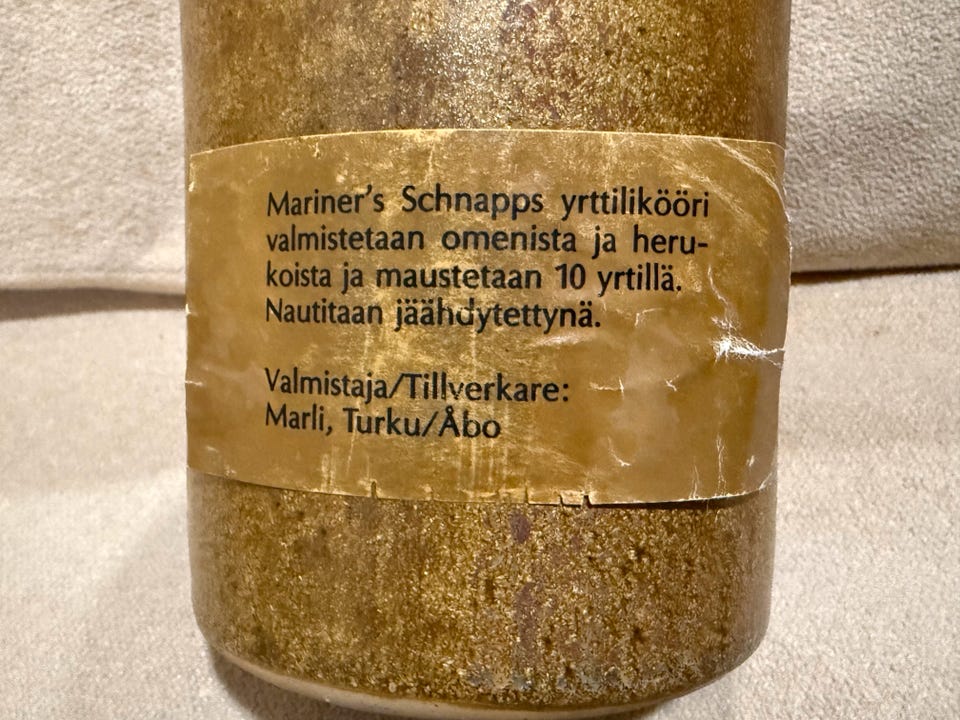 Mariner's Schnapps yrttilikööri
valmistetaan omenista ja heru-
koista ja maustetaan 10 yrtillä.
Nautitaan jäähdytettynä.
Valmistaja/Tillverkare:
Marli, Turku/Åbo